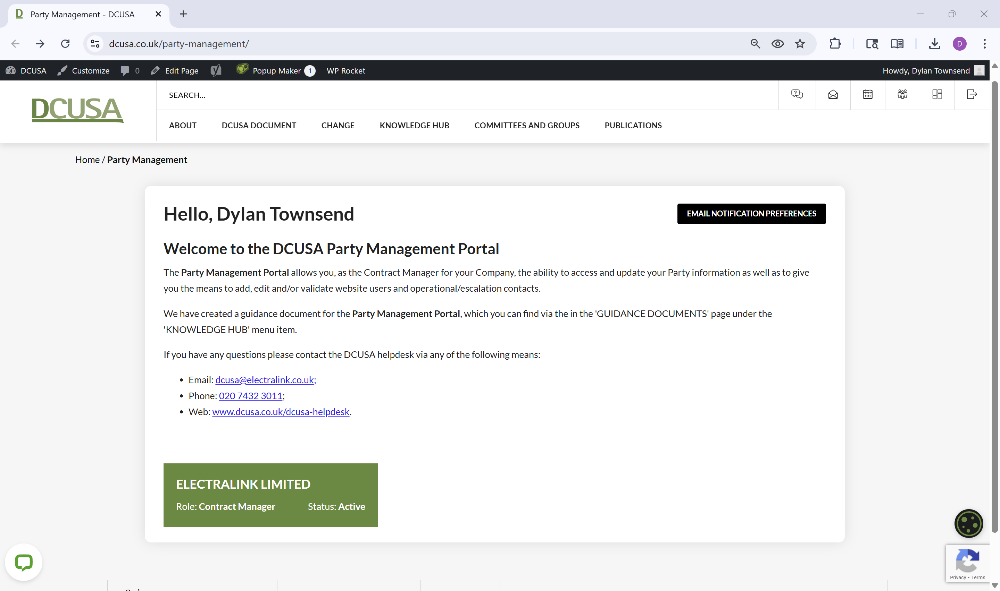 Party Management - DCUSA
dcusa.co.uk/party-management/
D
DCUSA
Customize
0
Edit Page
Popup Maker 1
WP Rocket
Howdy, Dylan Townsend
DCUSA
SEARCH...
ABOUT
DCUSA DOCUMENT
CHANGE
KNOWLEDGE HUB
COMMITTEES AND GROUPS
PUBLICATIONS
Home / Party Management
Hello, Dylan Townsend
EMAIL NOTIFICATION PREFERENCES
Welcome to the DCUSA Party Management Portal
The Party Management Portal allows you, as the Contract Manager for your Company, the ability to access and update your Party information as well as to give
you the means to add, edit and/or validate website users and operational/escalation contacts.
We have created a guidance document for the Party Management Portal, which you can find via the in the 'GUIDANCE DOCUMENTS' page under the
'KNOWLEDGE HUB' menu item.
If you have any questions please contact the DCUSA helpdesk via any of the following means:
• Email: dcusa@electralink.co.uk;
• Phone: 020 7432 3011;
• Web: www.dcusa.co.uk/dcusa-helpdesk.
ELECTRALINK LIMITED
Role: Contract Manager
Status: Active
Privacy - Terms